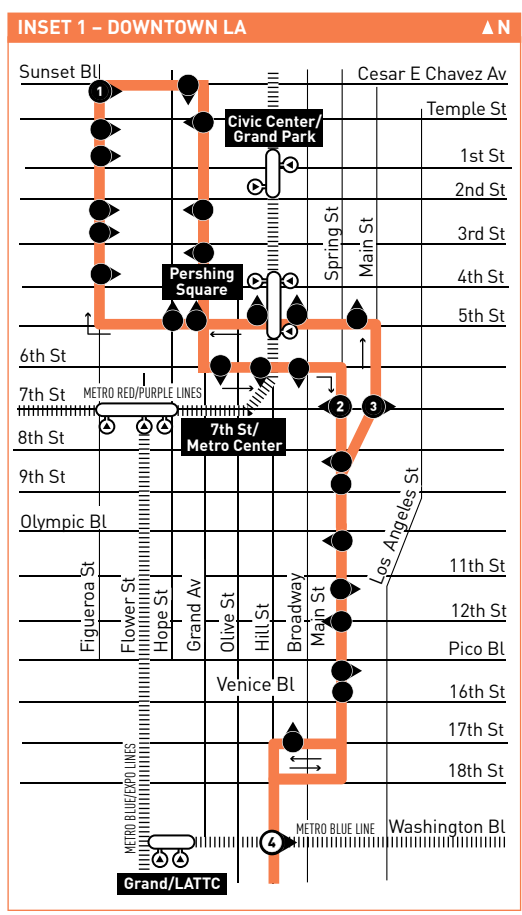 INSET 1 – DOWNTOWN LA
N
Sunset Bl
Cesar E Chavez Av
1
Temple St
Civic Center/
Grand Park
1st St
2nd St
3rd St
Spring St
Main St
4th St
Pershing
Square
5th St
6th St
7th St
METRO RED/PURPLE LINES
2
3
7th St/
Metro Center
8th St
9th St
Olympic Bl
Los Angeles St
11th St
Figueroa St
Flower St
Hope St
Grand Av
Olive St
Hill St
Broadway
Main St
12th St
Pico Bl
Venice Bl
16th St
17th St
18th St
METRO BLUE/EXPO LINES
4
METRO BLUE LINE
Washington Bl
Grand/LATTC